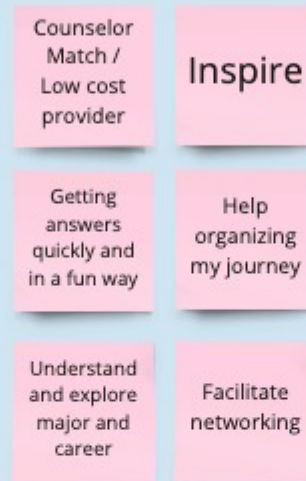 Counselor
Match /
Low cost
provider
Inspire
Getting
answers
quickly and
in a fun way
Help
organizing
my journey
Understand
and explore
major and
career
Facilitate
networking